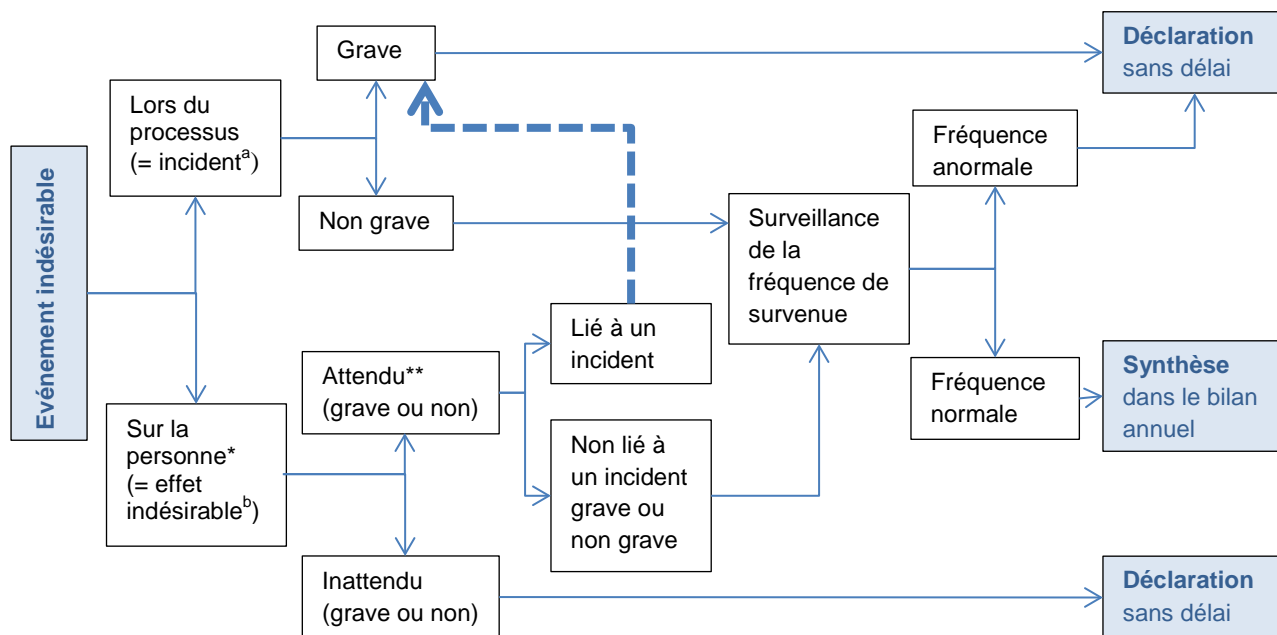 Evénement indésirable
Lors du
processus
(= incidentᵃ)
Sur la
personne*
(= effet
indésirableᵇ)
Grave
Non grave
Attendu**
(grave ou non)
Inattendu
(grave ou non)
Lié à un
incident
Non lié à
un incident
grave ou
non grave
Surveillance
de la
fréquence de
survenue
Fréquence
anormale
Fréquence
normale
Déclaration
sans délai
Synthèse
dans le bilan
annuel
Déclaration
sans délai